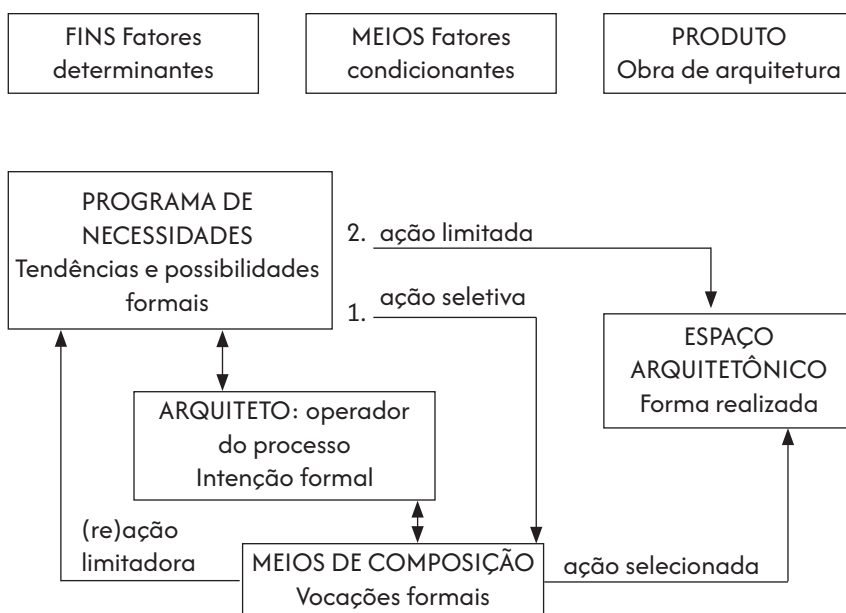 FINS Fatores
determinantes
MEIOS Fatores
condicionantes
PRODUTO
Obra de arquitetura
PROGRAMA DE
NECESSIDADES
Tendências e possibilidades
formais
2. ação limitada
1. ação seletiva
ESPAÇO
ARQUITETÔNICO
Forma realizada
ARQUITETO: operador
do processo
Intenção formal
(re)ação
limitadora
MEIOS DE COMPOSIÇÃO
Vocações formais
ação selecionada